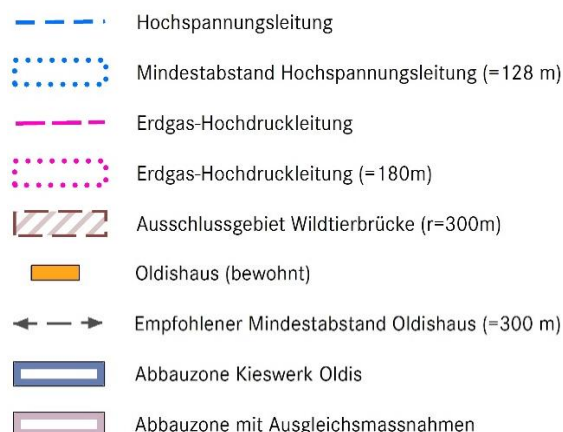 Hochspannungsleitung
Mindestabstand Hochspannungsleitung (=128 m)
Erdgas-Hochdruckleitung
Erdgas-Hochdruckleitung (=180m)
Ausschlussgebiet Wildtierbrücke (r=300m)
Oldishaus (bewohnt)
Empfohlener Mindestabstand Oldishaus (=300 m)
Abbauzone Kieswerk Oldis
Abbauzone mit Ausgleichsmassnahmen